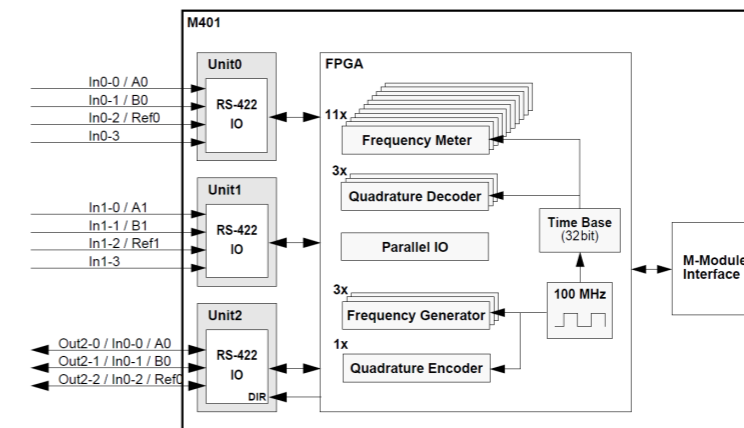 M401
Unit0
In0-0 / A0
In0-1 / B0
In0-2 / Ref0
In0-3
RS-422
IO
Unit1
In1-0 / A1
In1-1 / B1
In1-2 / Ref1
In1-3
RS-422
IO
Unit2
Out2-0 / In0-0 / A0
Out2-1 / In0-1 / B0
Out2-2 / In0-2 / Ref0
RS-422
IO
DIR
FPGA
11x
Frequency Meter
3x
Quadrature Decoder
Parallel IO
3x
Frequency Generator
1x
Quadrature Encoder
Time Base
(32bit)
100 MHz
M-Module
Interface